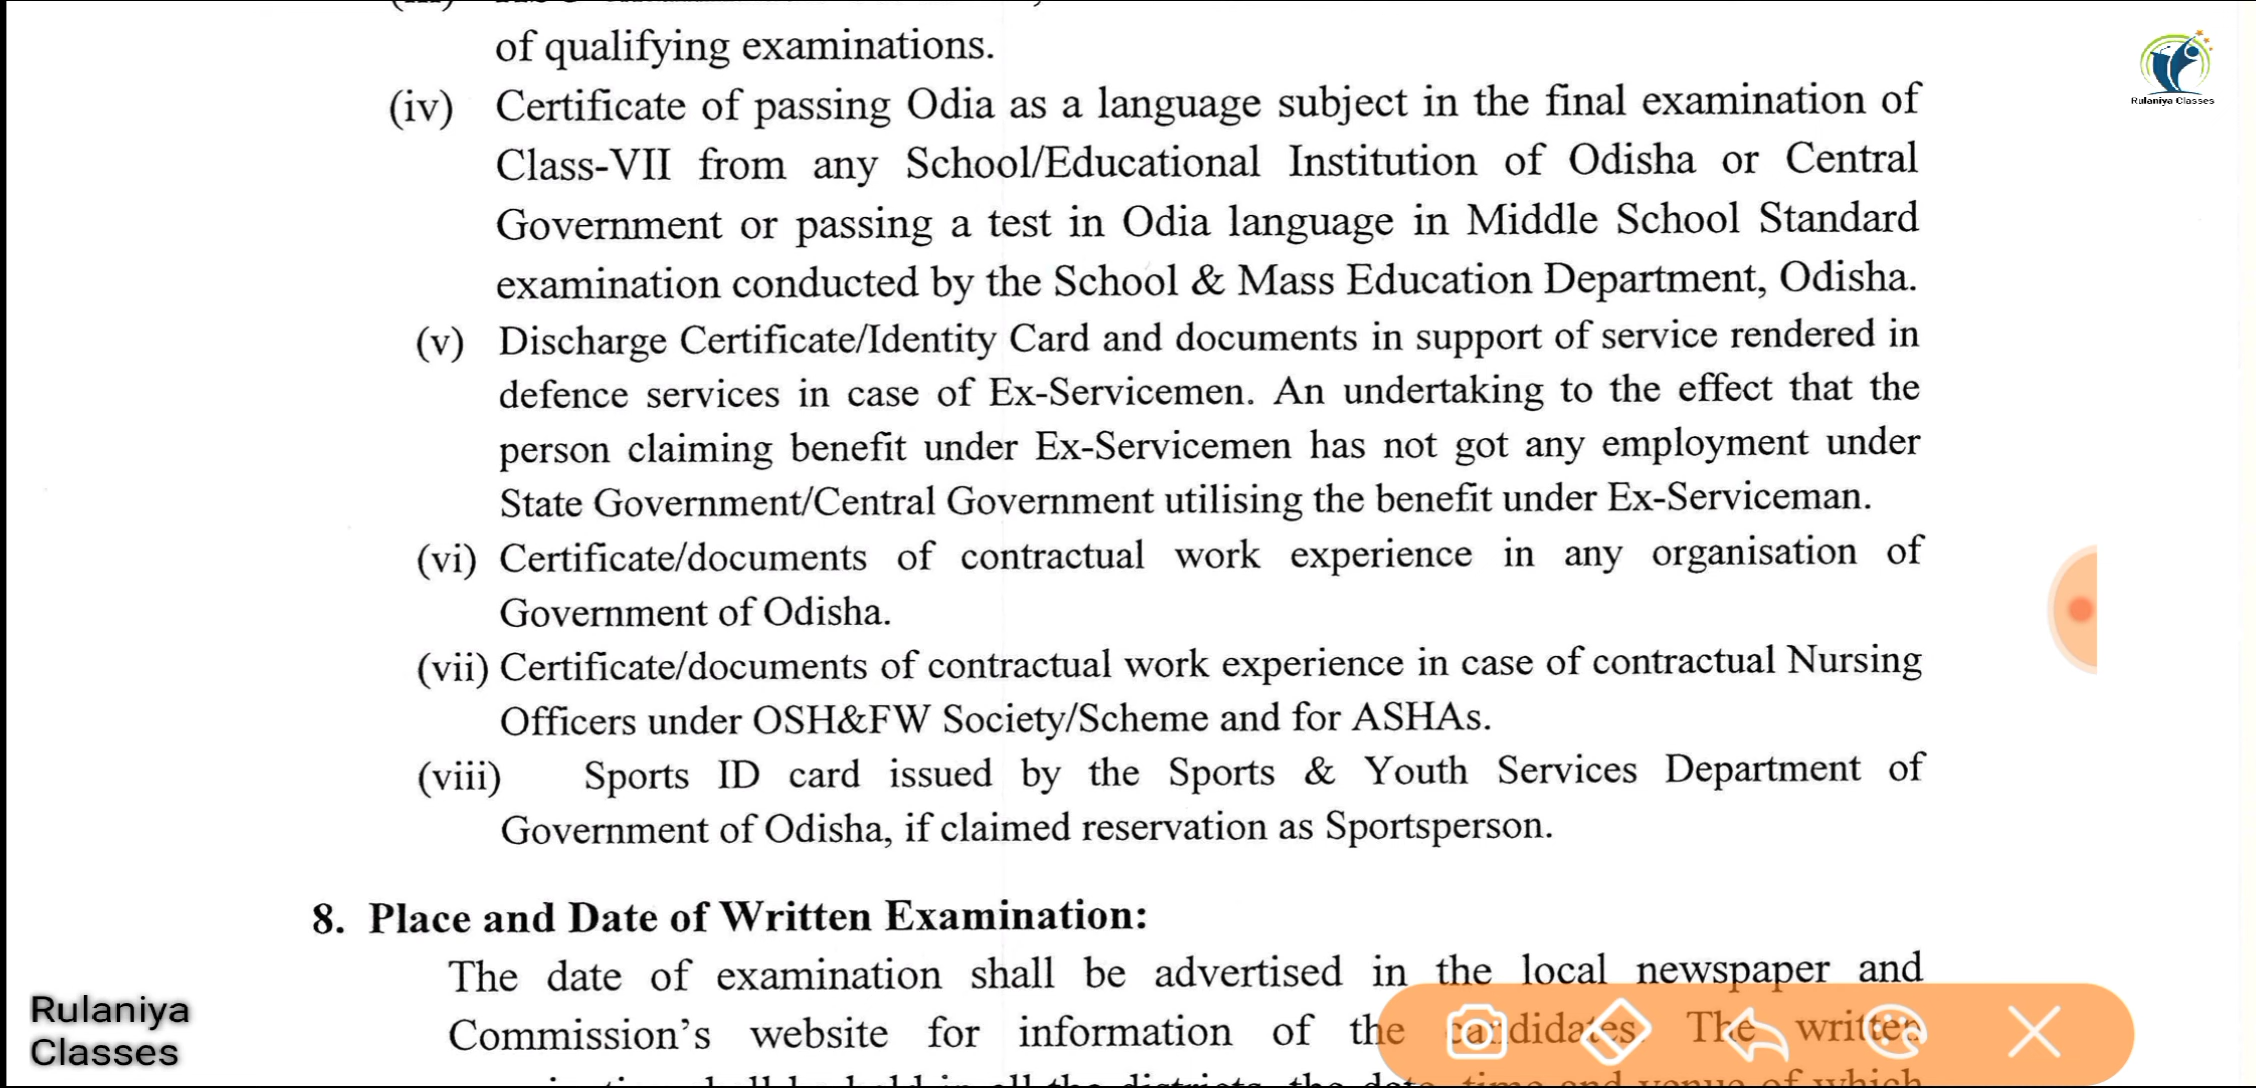 of qualifying examinations.
(iv) Certificate of passing Odia as a language subject in the final examination of
Class-VII from any School/Educational Institution of Odisha or Central
Government or passing a test in Odia language in Middle School Standard
examination conducted by the School & Mass Education Department, Odisha.
(v) Discharge Certificate/Identity Card and documents in support of service rendered in
defence services in case of Ex-Servicemen. An undertaking to the effect that the
person claiming benefit under Ex-Servicemen has not got any employment under
State Government/Central Government utilising the benefit under Ex-Serviceman.
(vi) Certificate/documents of contractual work experience in any organisation of
Government of Odisha.
(vii) Certificate/documents of contractual work experience in case of contractual Nursing
Officers under OSH&FW Society/Scheme and for ASHAs.
(viii) Sports ID card issued by the Sports & Youth Services Department of
Government of Odisha, if claimed reservation as Sportsperson.
8. Place and Date of Written Examination:
The date of examination shall be advertised in the local newspaper and
Commission's website for information of the candidates. The written
Rulaniya Classes
Rulaniya
Classes